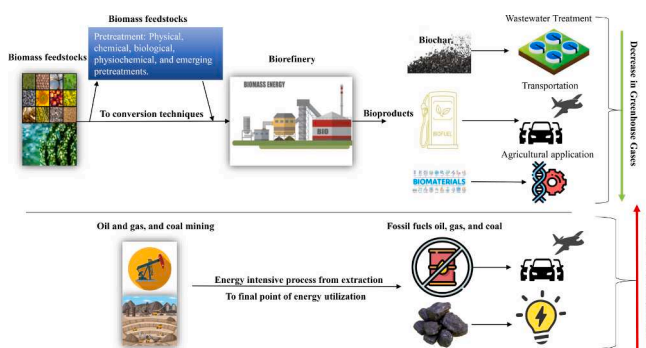 Biomass feedstocks
Pretreatment: Physical,
chemical, biological,
physiochemical, and emerging
pretreatments.
Biomass feedstocks
To conversion techniques
Biorefinery
BIOMASS ENERGY
BIO
Bioproducts
Biochar.
BIOFUEL
BIOMATERIALS
Wastewater Treatment
Transportation
Agricultural application
Decrease in Greenhouse Gases
Oil and gas, and coal mining
Energy intensive process from extraction
To final point of energy utilization
Fossil fuels oil, gas, and coal